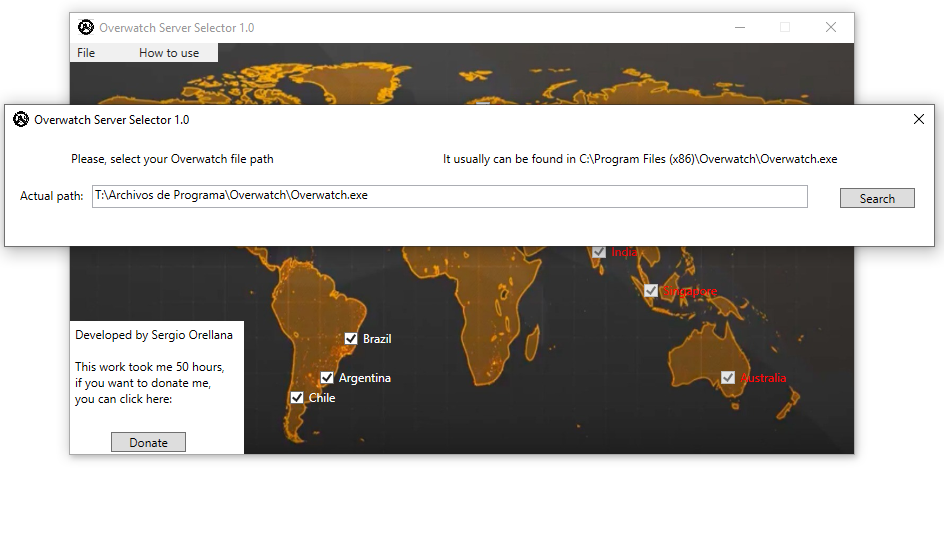 Overwatch Server Selector 1.0
File How to use
Overwatch Server Selector 1.0
Please, select your Overwatch file path It usually can be found in C:\Program Files (x86)\Overwatch\Overwatch.exe
Actual path: T:\Archivos de Programa\Overwatch\Overwatch.exe Search
India
Singapore
Brazil
Argentina
Australia
Chile
Developed by Sergio Orellana
This work took me 50 hours,
if you want to donate me,
you can click here:
Donate